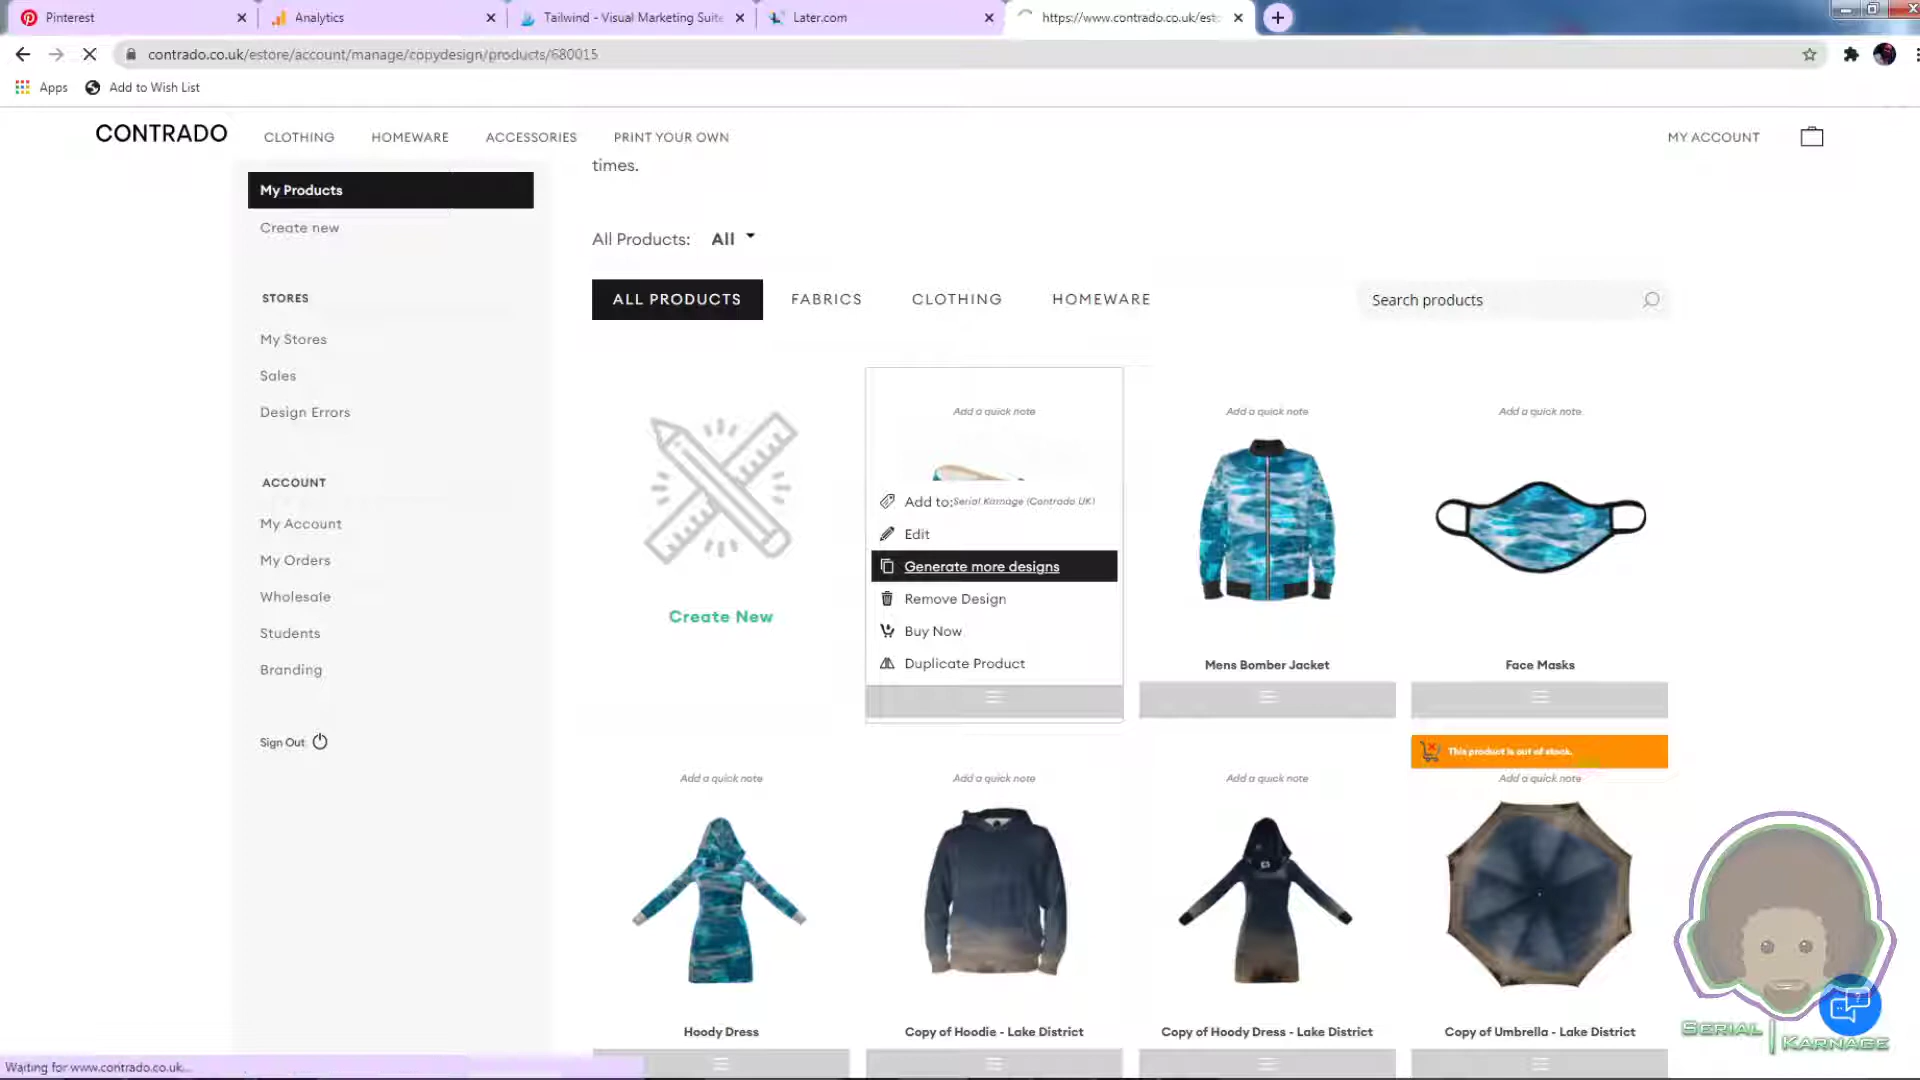 Pinterest
Analytics
Tailwind - Visual Marketing Suite
Later.com
https://www.contrado.co.uk/est
contrado.co.uk/estore/account/manage/copydesign/products/680015
Apps
Add to Wish List
CONTRADO
CLOTHING
HOMEWARE
ACCESSORIES
PRINT YOUR OWN
MY ACCOUNT
My Products
Create new
STORES
My Stores
Sales
Design Errors
ACCOUNT
My Account
My Orders
Wholesale
Students
Branding
Sign Out
times.
All Products: All
ALL PRODUCTS
FABRICS
CLOTHING
HOMEWARE
Search products
Create New
Add a quick note
Add to: Serial Karnage (Contrado UK)
Edit
Generate more designs
Remove Design
Buy Now
Duplicate Product
Add a quick note
Mens Bomber Jacket
Add a quick note
Face Masks
Add a quick note
Hoody Dress
Add a quick note
Copy of Hoodie - Lake District
Add a quick note
Copy of Hoody Dress - Lake District
This product is out of stock.
Add a quick note
Copy of Umbrella - Lake District
SERIAL KARNAGE
Waiting for www.contrado.co.uk...